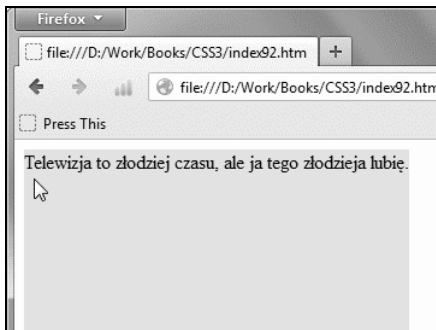 Firefox
file:///D:/Work/Books/CSS3/index92.htm
file:///D:/Work/Books/CSS3/index92.htm
Press This
Telewizja to złodziej czasu, ale ja tego złodzieja lubię.